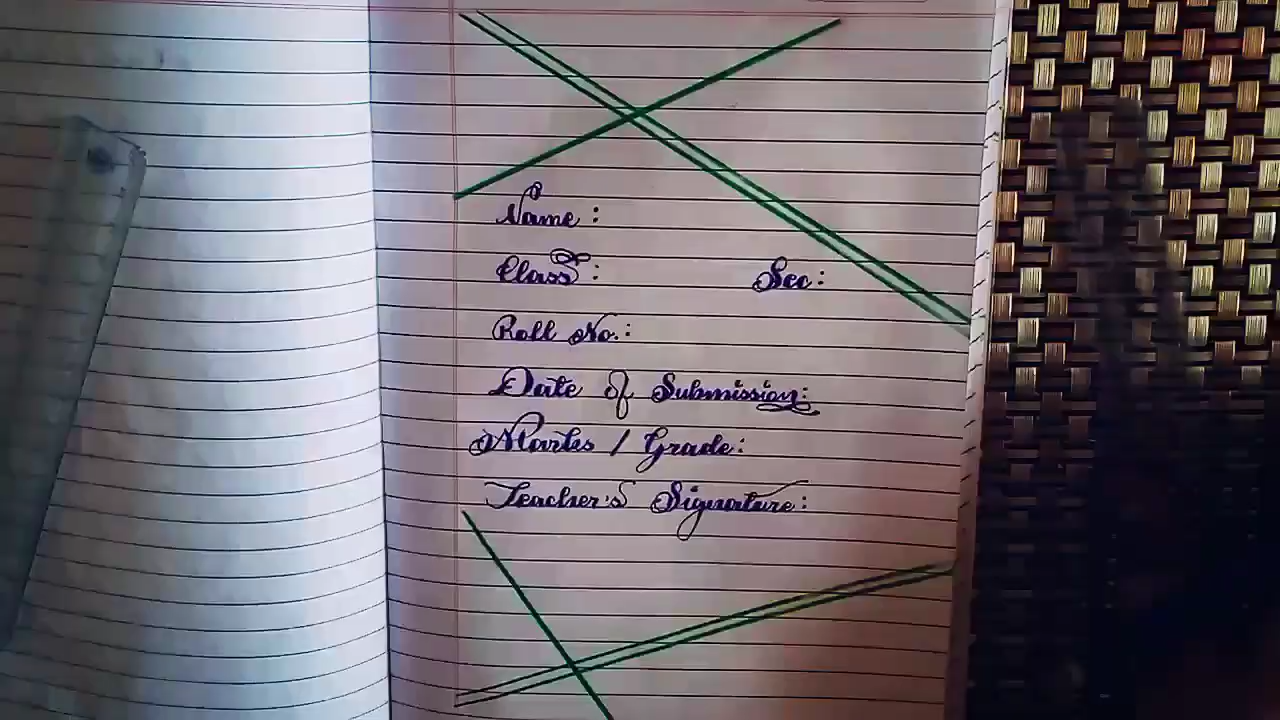 Name :
Class : Sec :
Roll No. :
Date of Submission:
Marks / Grade:
Teacher's Signature: